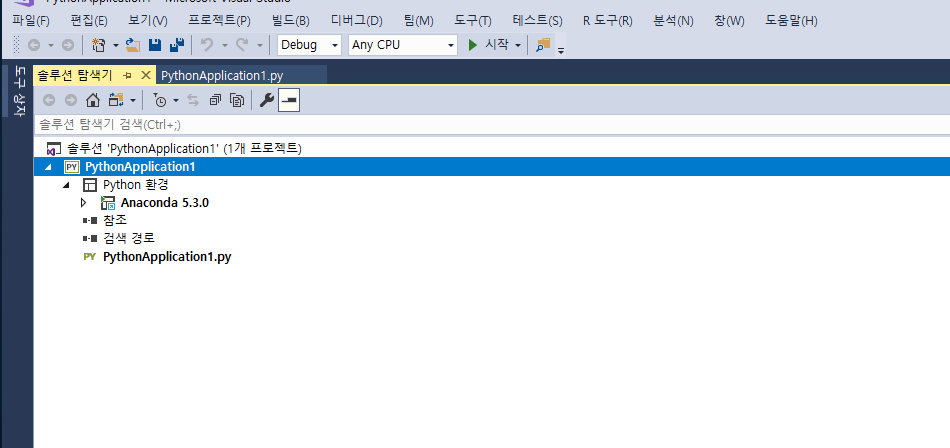 PythonApplication1 - Microsoft Visual Studio
파일(F) 편집(E) 보기(V) 프로젝트(P) 빌드(B) 디버그(D) 팀(M) 도구(T) 테스트(S) R 도구(R) 분석(N) 창(W) 도움말(H)
Debug Any CPU 시작
도구 상자
솔루션 탐색기 PythonApplication1.py
솔루션 탐색기 검색(Ctrl+;)
솔루션 'PythonApplication1' (1개 프로젝트)
PY PythonApplication1
Python 환경
Anaconda 5.3.0
참조
검색 경로
PY PythonApplication1.py